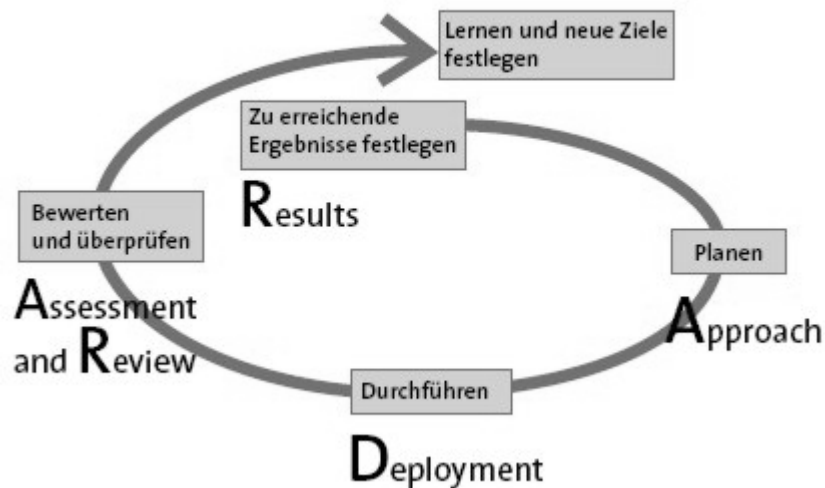 Lernen und neue Ziele
festlegen
Zu erreichende
Ergebnisse festlegen
Results
Planen
Approach
Durchführen
Deployment
Bewerten
und überprüfen
Assessment
and Review